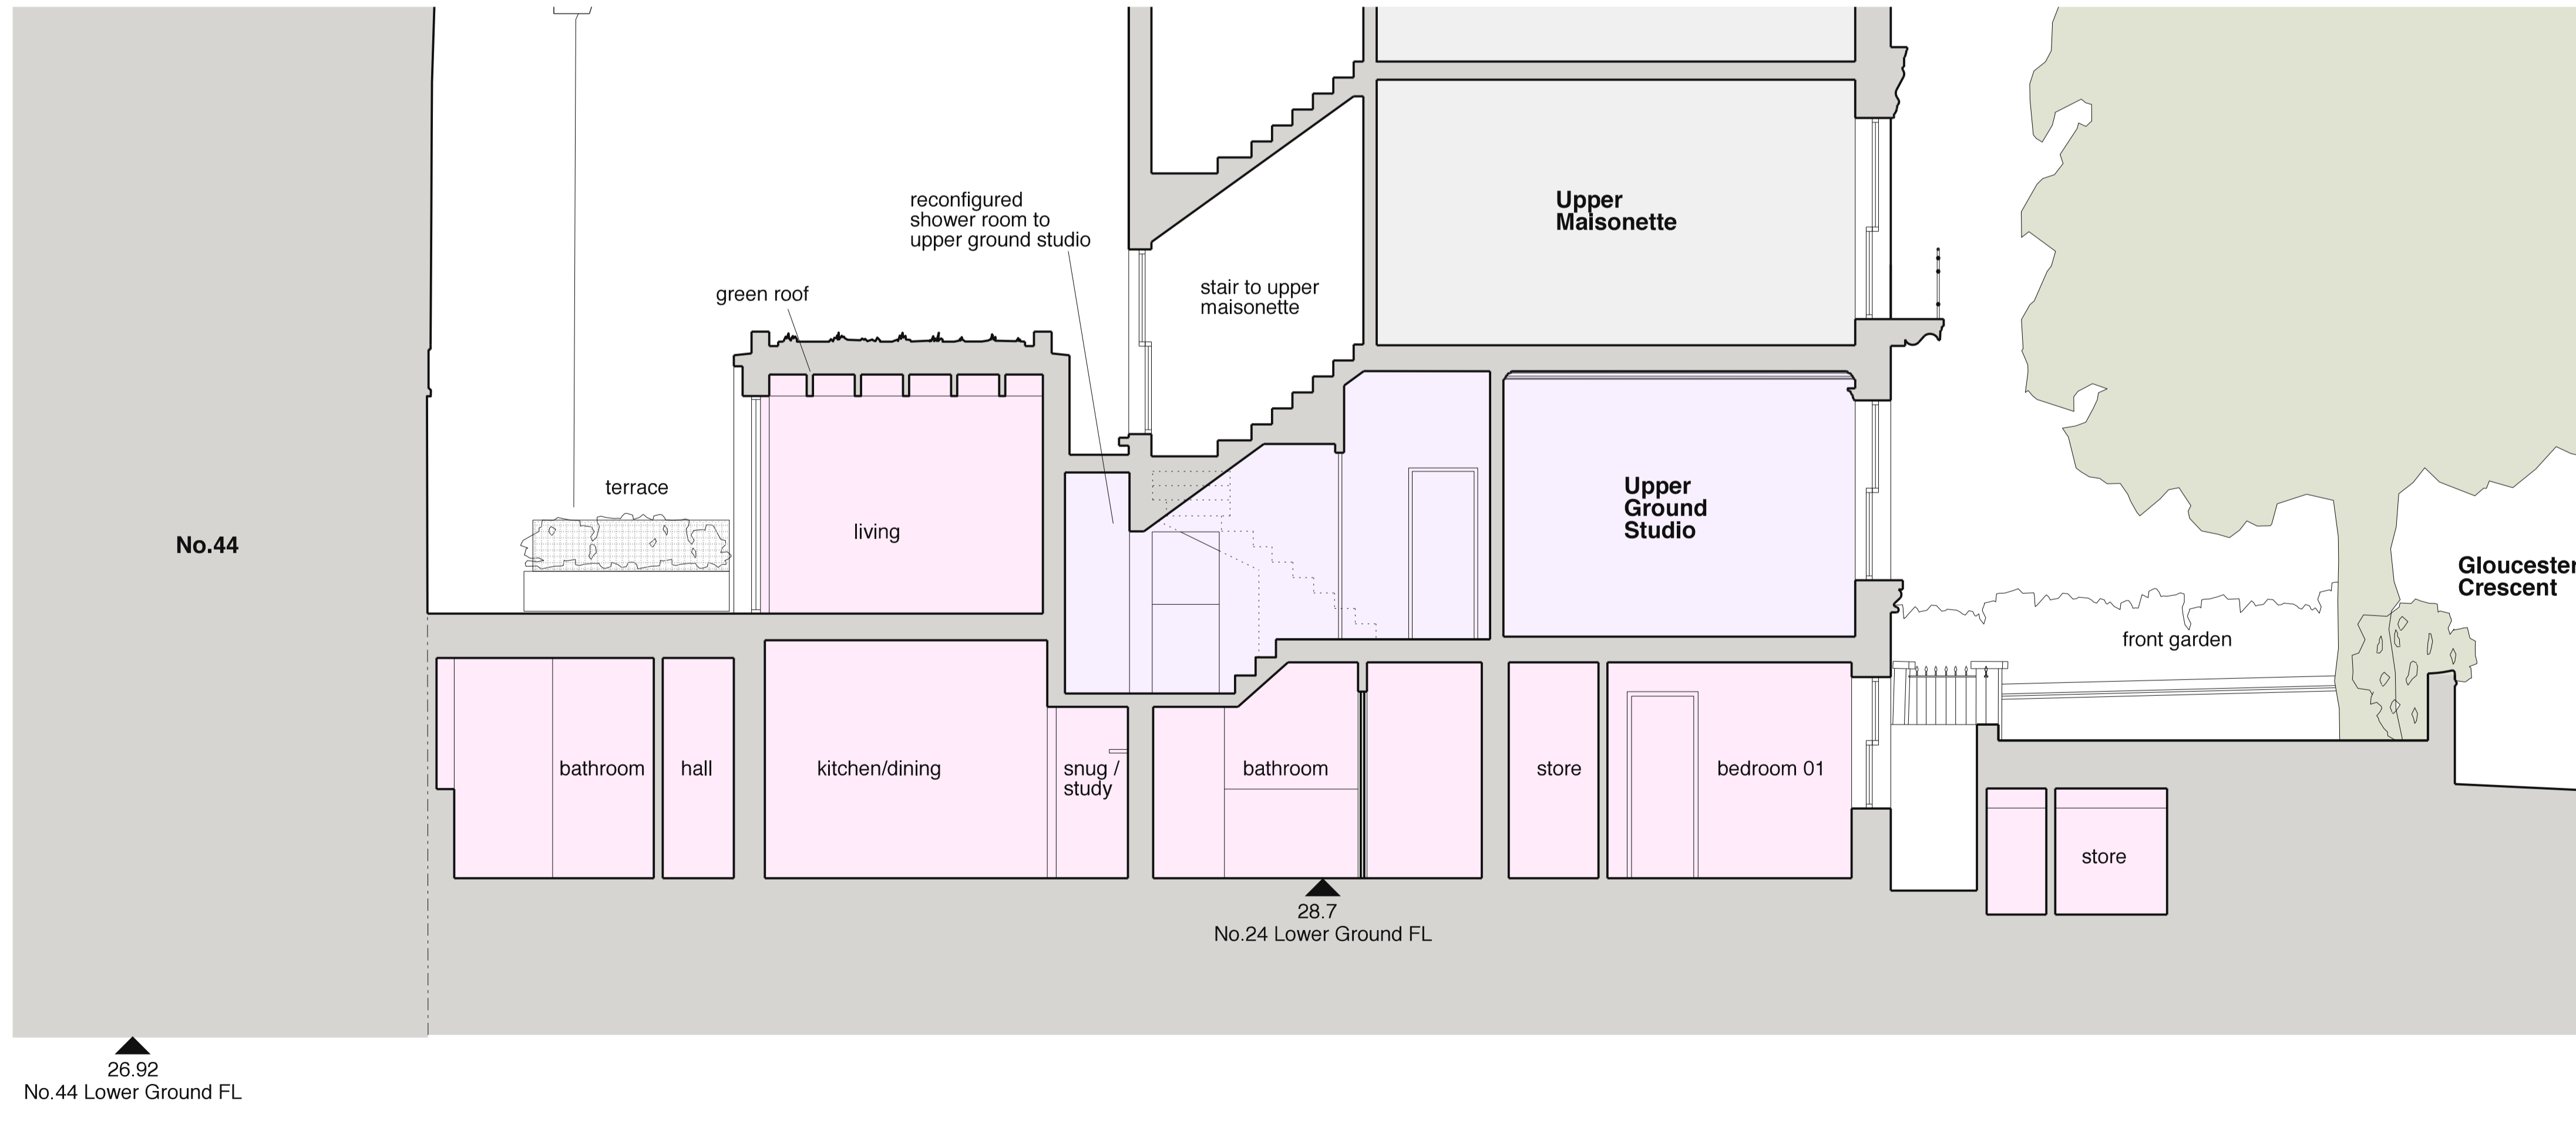 reconfigured
shower room to
upper ground studio
Upper
Maisonette
stair to upper
maisonette
green roof
terrace
living
No.44
Upper
Ground
Studio
Gloucester
Crescent
front garden
bathroom
hall
kitchen/dining
snug /
study
bathroom
store
bedroom 01
store
28.7
No.24 Lower Ground FL
26.92
No.44 Lower Ground FL